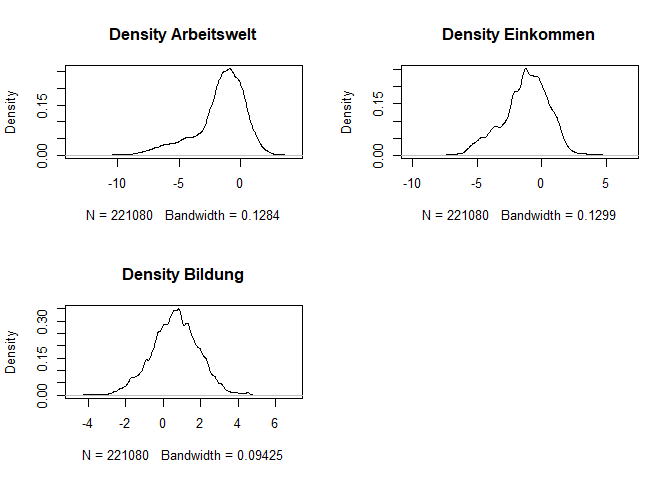 Density Arbeitswelt
Density
0.00 0.15
-10 -5 0
N = 221080 Bandwidth = 0.1284
Density Einkommen
Density
0.00 0.15
-10 -5 0 5
N = 221080 Bandwidth = 0.1299
Density Bildung
Density
0.00 0.15 0.30
-4 -2 0 2 4 6
N = 221080 Bandwidth = 0.09425